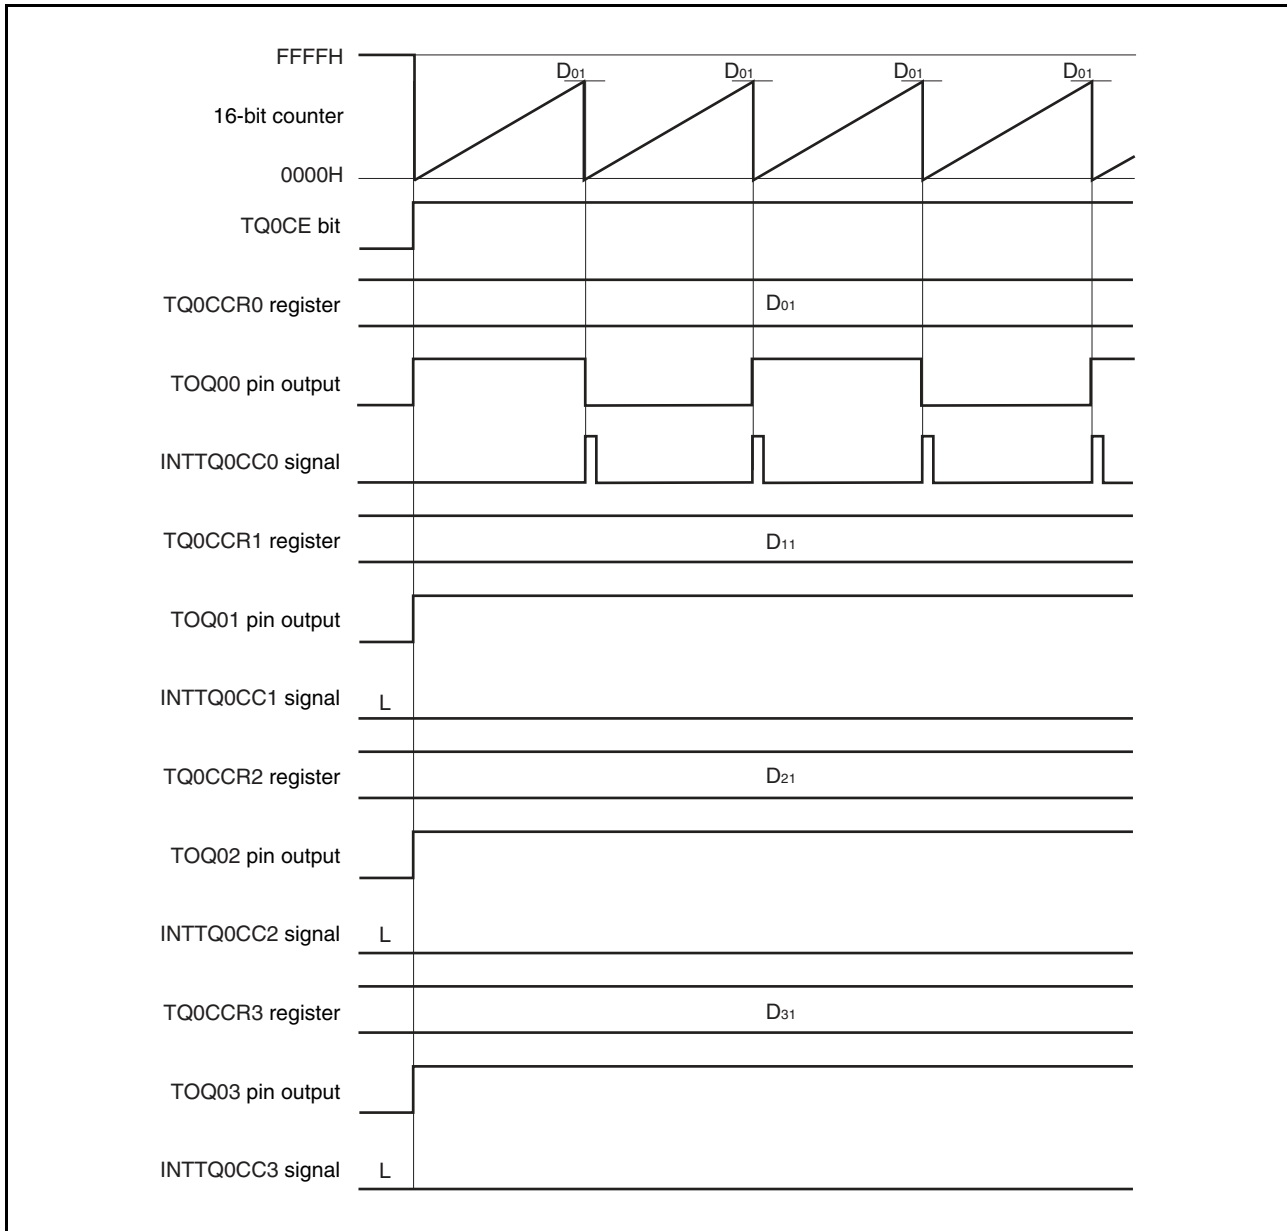 FFFFH
D01 D01 D01 D01
16-bit counter
0000H
TQ0CE bit
TQ0CCR0 register D01
TOQ00 pin output
INTTQ0CC0 signal
TQ0CCR1 register D11
TOQ01 pin output
INTTQ0CC1 signal L
TQ0CCR2 register D21
TOQ02 pin output
INTTQ0CC2 signal L
TQ0CCR3 register D31
TOQ03 pin output
INTTQ0CC3 signal L